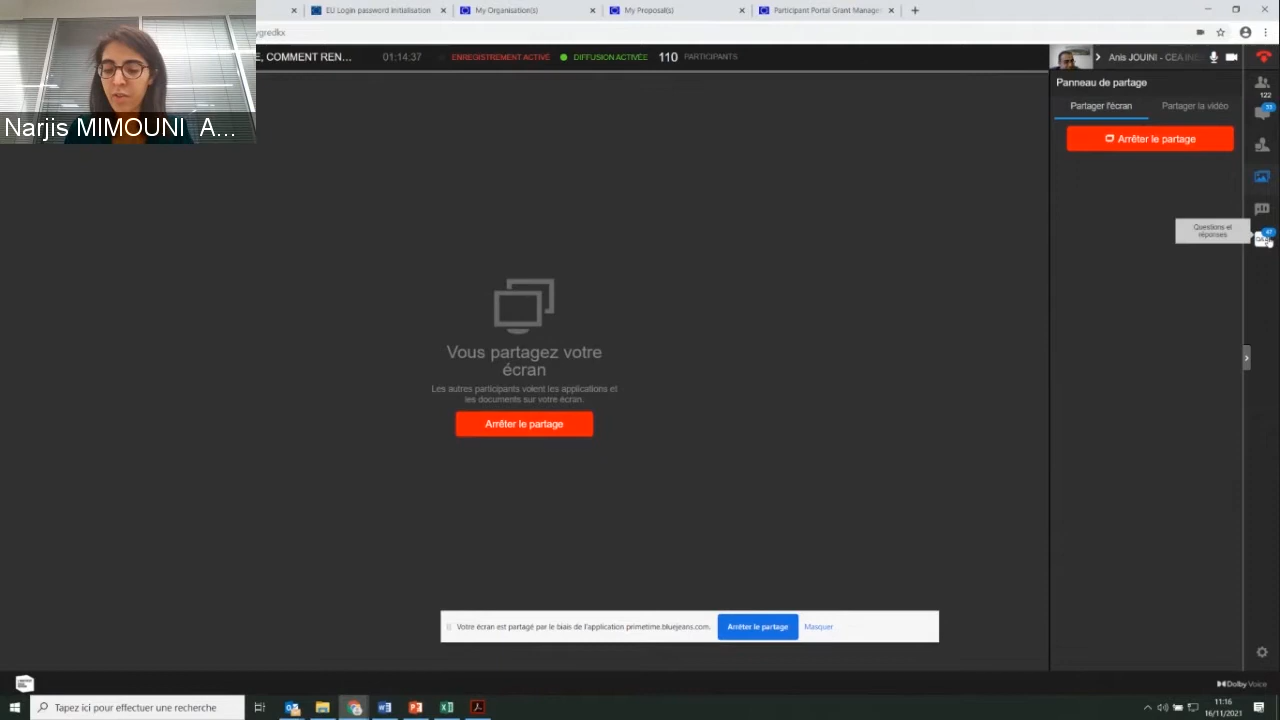 EU Login password initialisation
My Organisation(s)
My Proposal(s)
Participant Portal Grant Manage
ygredkx
E, COMMENT REN...
01:14:37
ENREGISTREMENT ACTIVÉ
DIFFUSION ACTIVÉE
110 PARTICIPANTS
Anis JOUINI - CEA
Narjis MIMOUNI A...
Panneau de partage
122
Partager l'écran
Partager la vidéo
Arrêter le partage
Questions et
réponses
47
Vous partagez votre
écran
Les autres participants voient les applications et
les documents sur votre écran.
Arrêter le partage
Votre écran est partagé par le biais de l'application primetime.bluejeans.com.
Arrêter le partage
Masquer
Dolby Voice
Tapez ici pour effectuer une recherche
11:16
16/11/2021